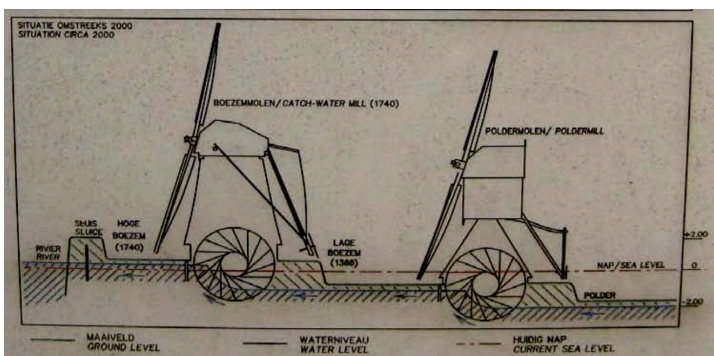 SITUATIE OMSTREEKS 2000
SITUATION CIRCA 2000
BOEZEMMOLEN/CATCH-WATER MILL (1740)
POLDERMOLEN/POLDERMILL
SLUIS
SLUICE
HOGE
BOEZEM
(1740)
RIVIER
RIVER
LAGE
BOEZEM
(1366)
+2.00
NAP/SEA LEVEL
0
POLDER
-2.00
MAAIVELD
GROUND LEVEL
WATERNIVEAU
WATER LEVEL
HUIDIG NAP
CURRENT SEA LEVEL